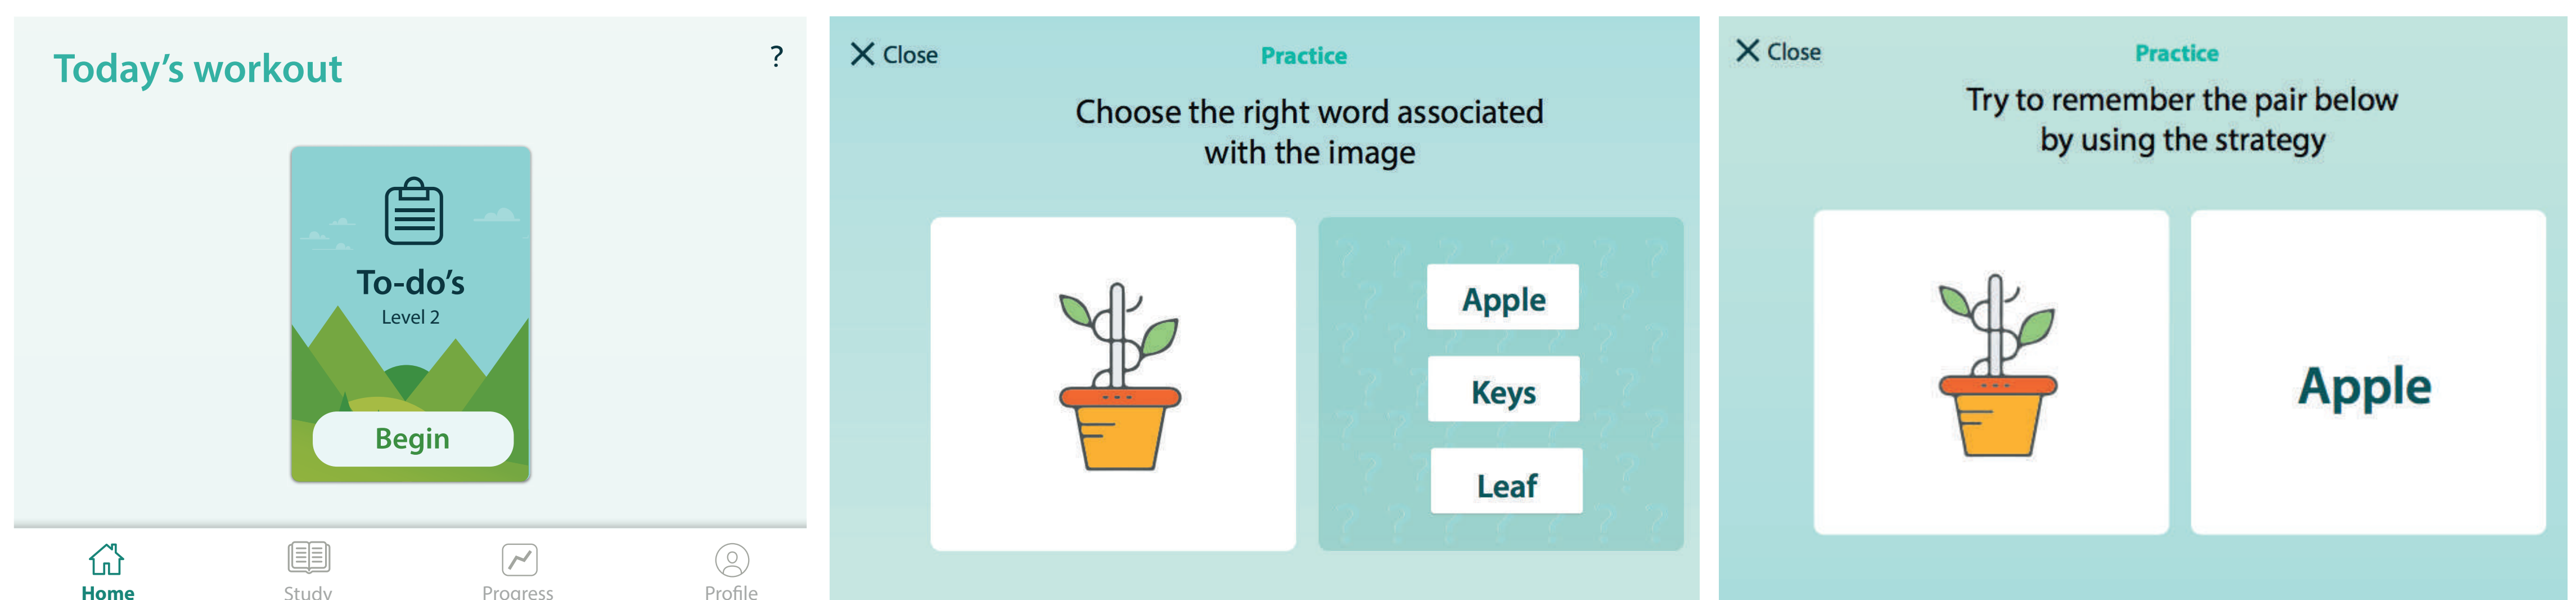 Today's workout
?
To-do's
Level 2
Begin
Home
Study
Progress
Profile
Close
Practice
Choose the right word associated
with the image
Apple
Keys
Leaf
Close
Practice
Try to remember the pair below
by using the strategy
Apple